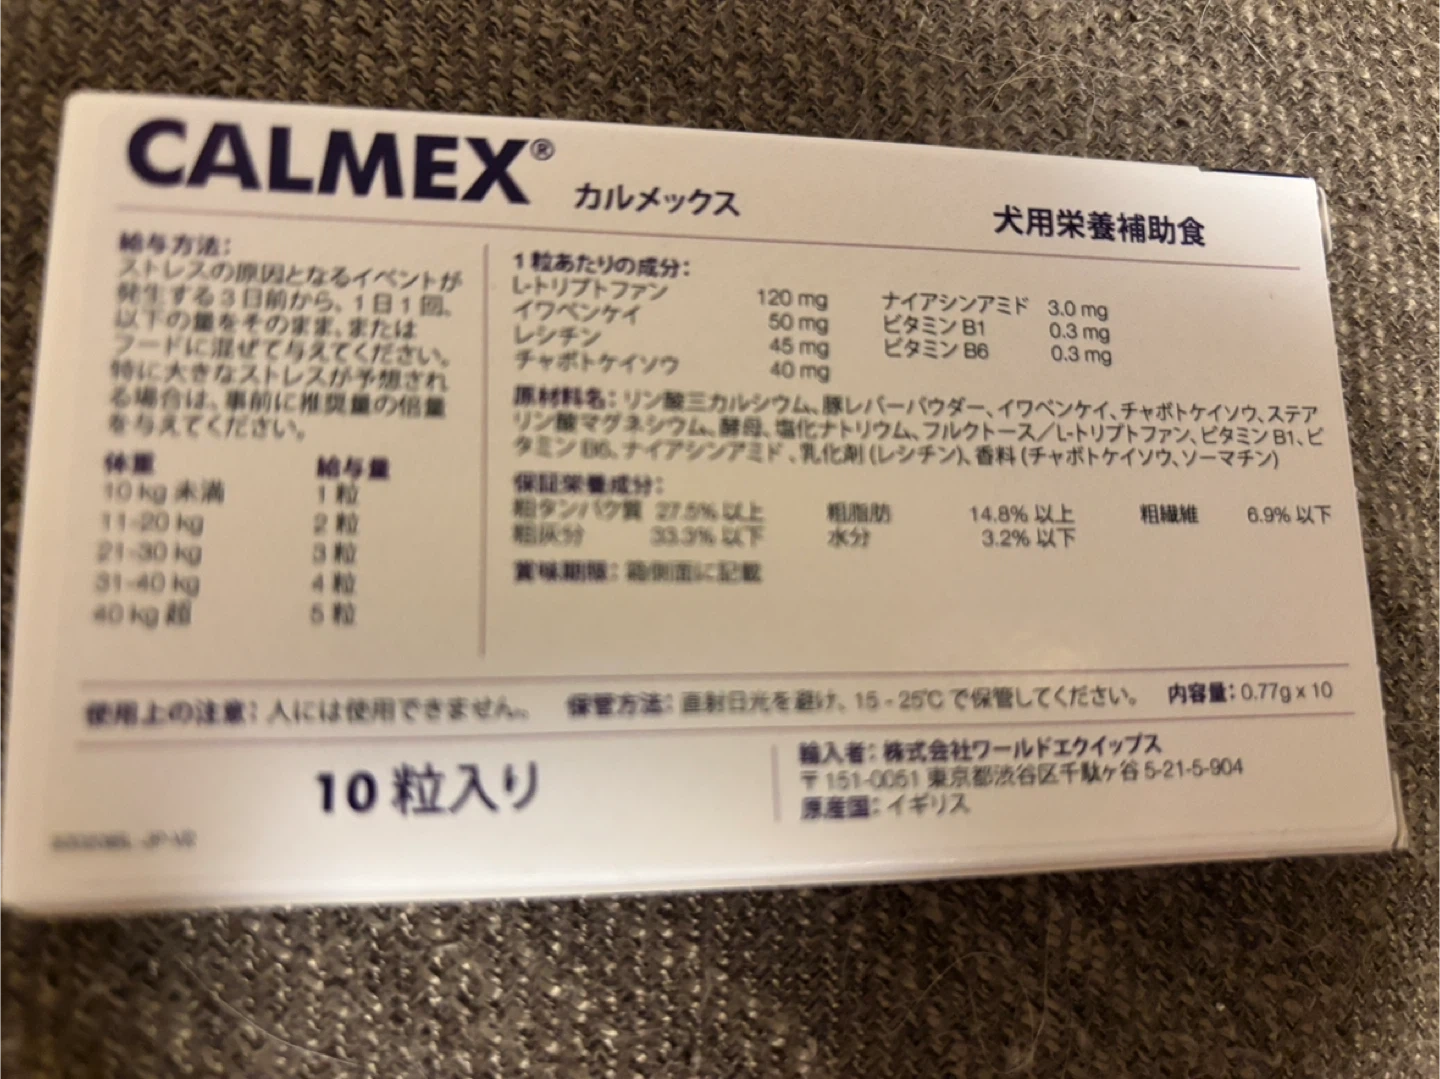 CALMEX® カルメックス
犬用栄養補助食
給与方法：
ストレスの原因となるイベントが
発生する3日前から、1日1回、
以下の量をそのまま、または
フードに混ぜて与えてください。
特に大きなストレスが予想され
る場合は、事前に推奨量の倍量
を与えてください。
体重 給与量
10 kg 未満 1 粒
11-20 kg 2 粒
21-30 kg 3 粒
31-40 kg 4 粒
40 kg 超 5 粒
1 粒あたりの成分：
L-トリプトファン 120 mg ナイアシンアミド 3.0 mg
イワベンケイ 50 mg ビタミン B1 0.3 mg
レシチン 45 mg ビタミン B6 0.3 mg
チャボトケイソウ 40 mg
原材料名：リン酸三カルシウム、豚レバーパウダー、イワベンケイ、チャボトケイソウ、ステア
リン酸マグネシウム、酵母、塩化ナトリウム、フルクトース／L-トリプトファン、ビタミン B1、ビ
タミン B6、ナイアシンアミド、乳化剤 (レシチン)、香料 (チャボトケイソウ、ソーマチン)
保証栄養成分：
粗タンパク質 27.5% 以上 粗脂肪 14.8% 以上 粗繊維 6.9% 以下
粗灰分 33.3% 以下 水分 3.2% 以下
賞味期限：箱側面に記載
使用上の注意：人には使用できません。 保管方法：直射日光を避け、15 - 25℃で保管してください。 内容量：0.77g x 10
10 粒入り
輸入者：株式会社ワールドエクイップス
〒151-0051 東京都渋谷区千駄ヶ谷 5-21-5-904
原産国：イギリス